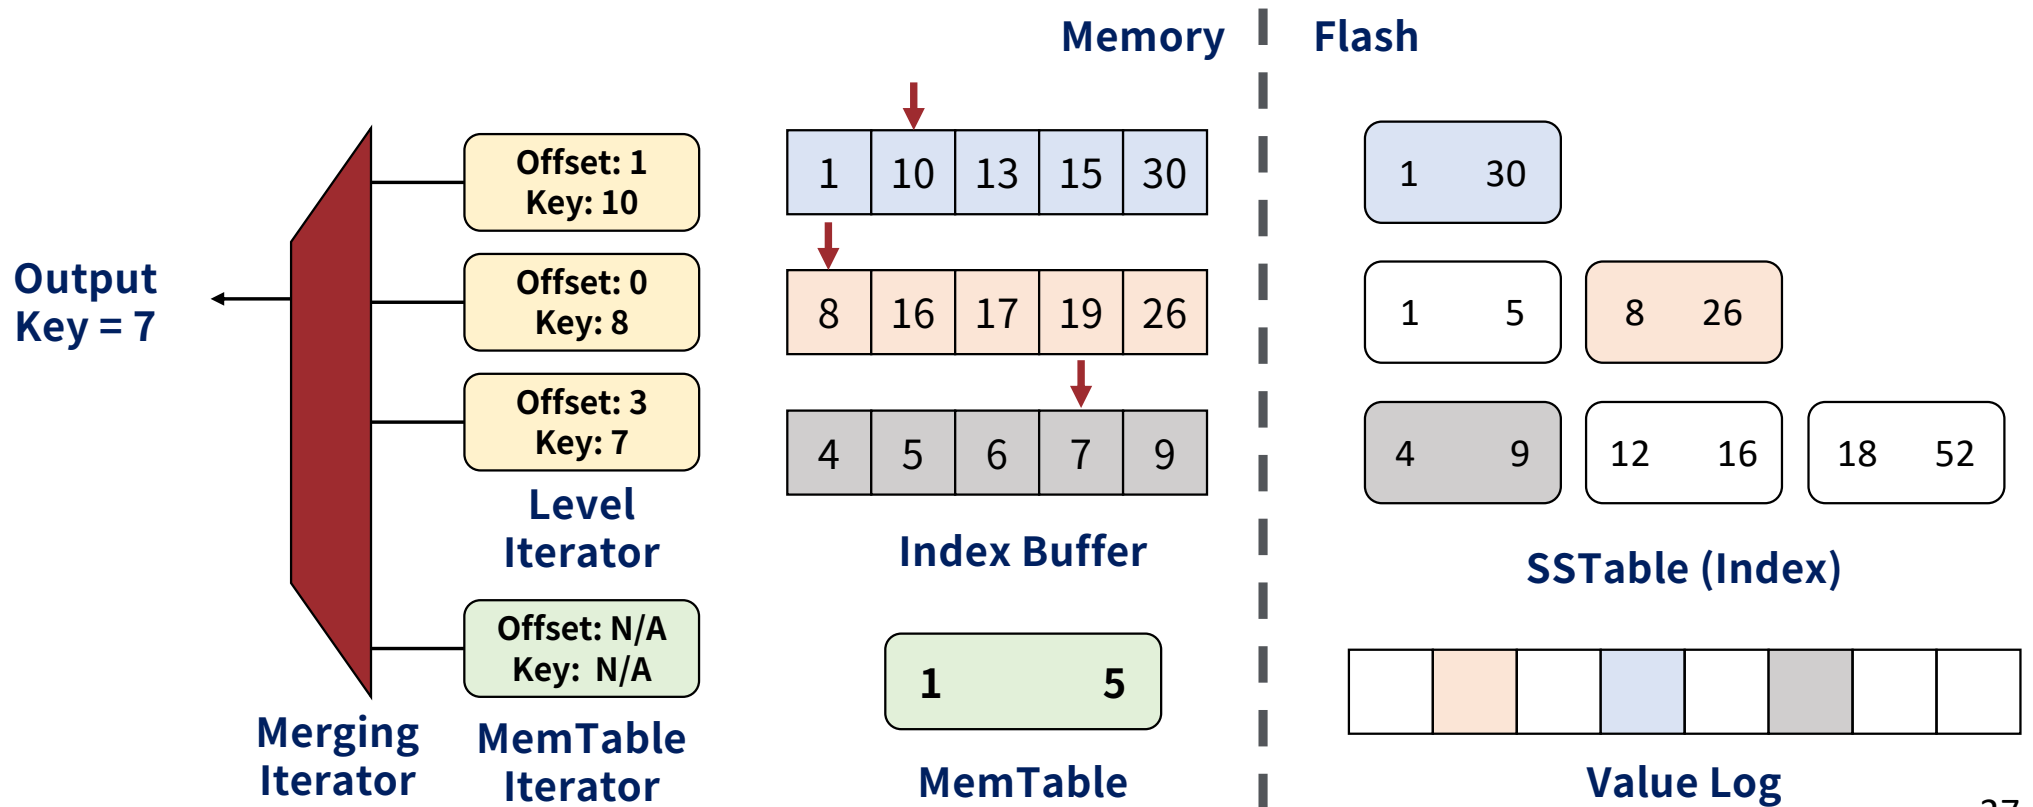 Memory
Flash
Output
Key = 7
Offset: 1
Key: 10
Offset: 0
Key: 8
Offset: 3
Key: 7
Level
Iterator
Offset: N/A
Key: N/A
Merging
Iterator
MemTable
Iterator
1 10 13 15 30
8 16 17 19 26
4 5 6 7 9
Index Buffer
1 5
MemTable
1 30
1 5
8 26
4 9
12 16
18 52
SSTable (Index)
Value Log